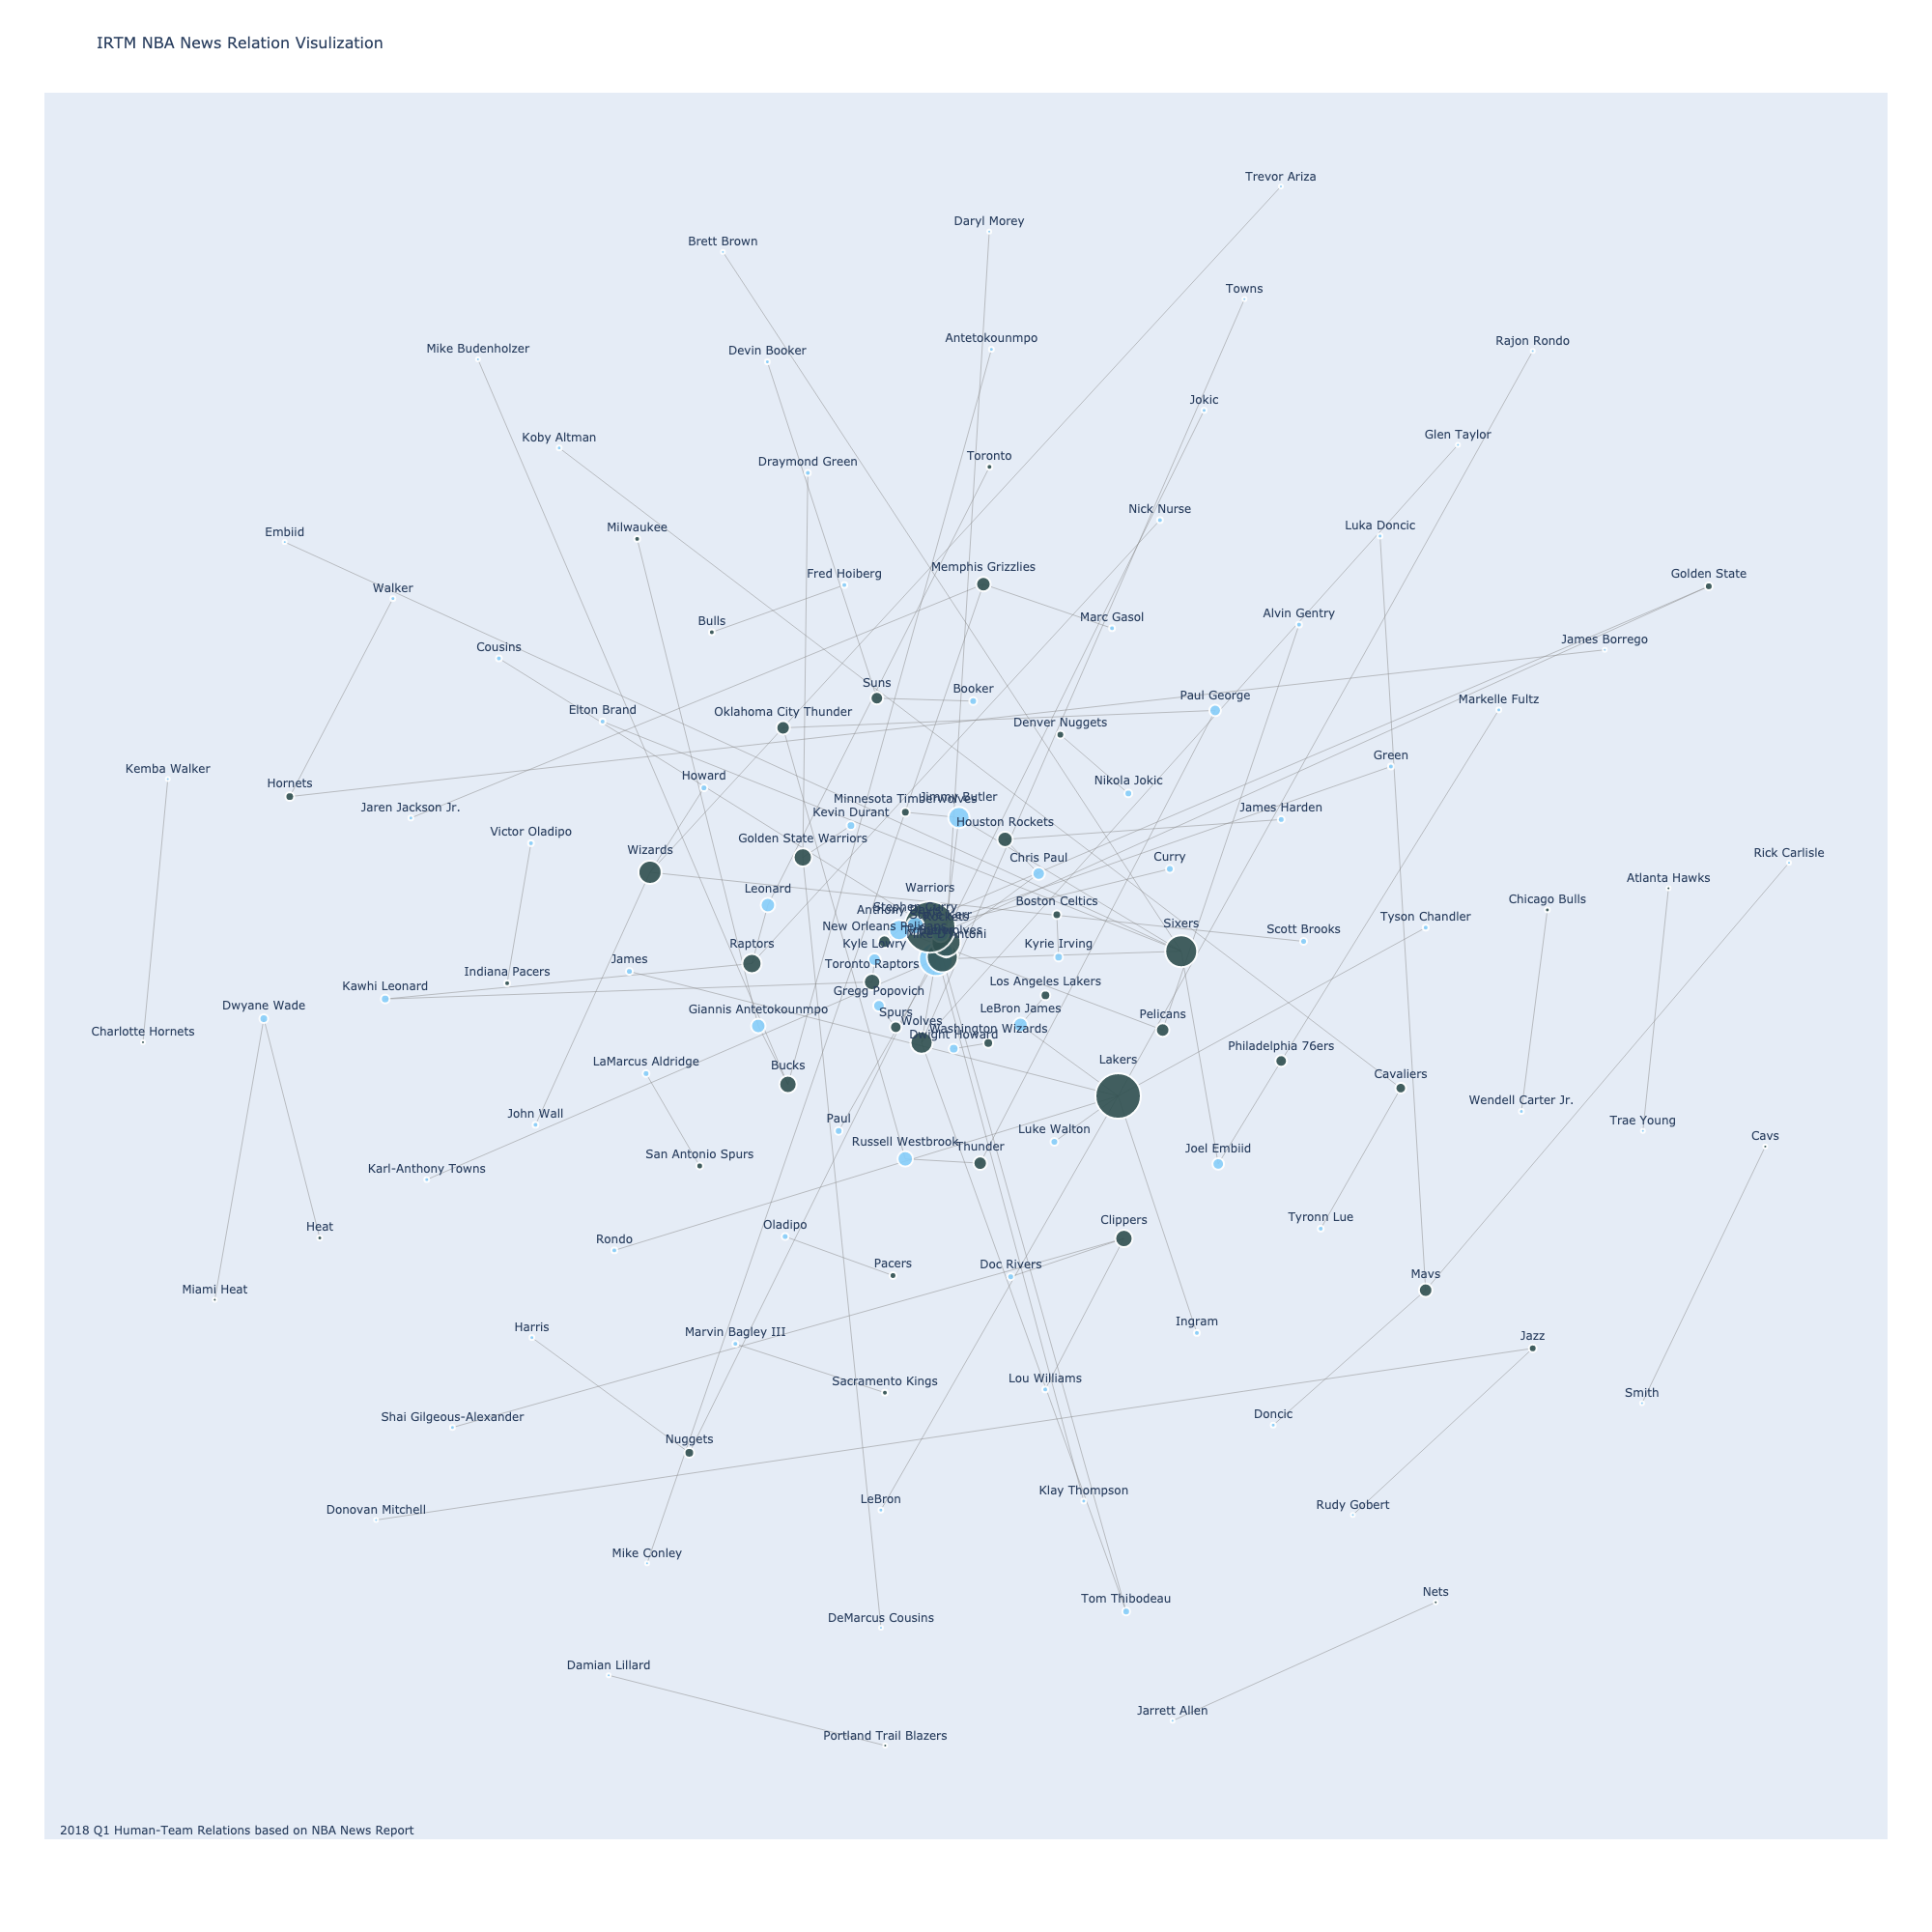 IRTM NBA News Relation Visulization
Trevor Ariza
Daryl Morey
Brett Brown
Towns
Antetokounmpo
Rajon Rondo
Mike Budenholzer
Devin Booker
Jokic
Glen Taylor
Koby Altman
Toronto
Draymond Green
Nick Nurse
Luka Doncic
Milwaukee
Embiid
Memphis Grizzlies
Fred Hoiberg
Golden State
Walker
Alvin Gentry
Marc Gasol
Bulls
James Borrego
Cousins
Suns
Booker
Paul George
Markelle Fultz
Elton Brand
Oklahoma City Thunder
Denver Nuggets
Green
Kemba Walker
Howard
Nikola Jokic
Hornets
Minnesota Timberwolves
Jimmy Butler
Jaren Jackson Jr.
Kevin Durant
James Harden
Houston Rockets
Victor Oladipo
Golden State Warriors
Wizards
Rick Carlisle
Chris Paul
Curry
Atlanta Hawks
Leonard
Warriors
Boston Celtics
Chicago Bulls
Stephen Curry
Anthony
Rockets
Tyson Chandler
New Orleans Pelicans
Sixers
Scott Brooks
Raptors
Kyle Lowry
Kyrie Irving
James
Toronto Raptors
Indiana Pacers
Los Angeles Lakers
Kawhi Leonard
Gregg Popovich
Dwyane Wade
Giannis Antetokounmpo
LeBron James
Spurs
Pelicans
Wolves
Charlotte Hornets
Washington Wizards
Dwight Howard
Philadelphia 76ers
LaMarcus Aldridge
Bucks
Lakers
Cavaliers
Wendell Carter Jr.
John Wall
Paul
Trae Young
Luke Walton
Cavs
Russell Westbrook
Thunder
Joel Embiid
San Antonio Spurs
Karl-Anthony Towns
Tyronn Lue
Clippers
Oladipo
Heat
Rondo
Pacers
Doc Rivers
Mavs
Miami Heat
Ingram
Harris
Marvin Bagley III
Jazz
Sacramento Kings
Lou Williams
Smith
Shai Gilgeous-Alexander
Doncic
Nuggets
Klay Thompson
LeBron
Rudy Gobert
Donovan Mitchell
Mike Conley
Nets
Tom Thibodeau
DeMarcus Cousins
Damian Lillard
Jarrett Allen
Portland Trail Blazers
2018 Q1 Human-Team Relations based on NBA News Report